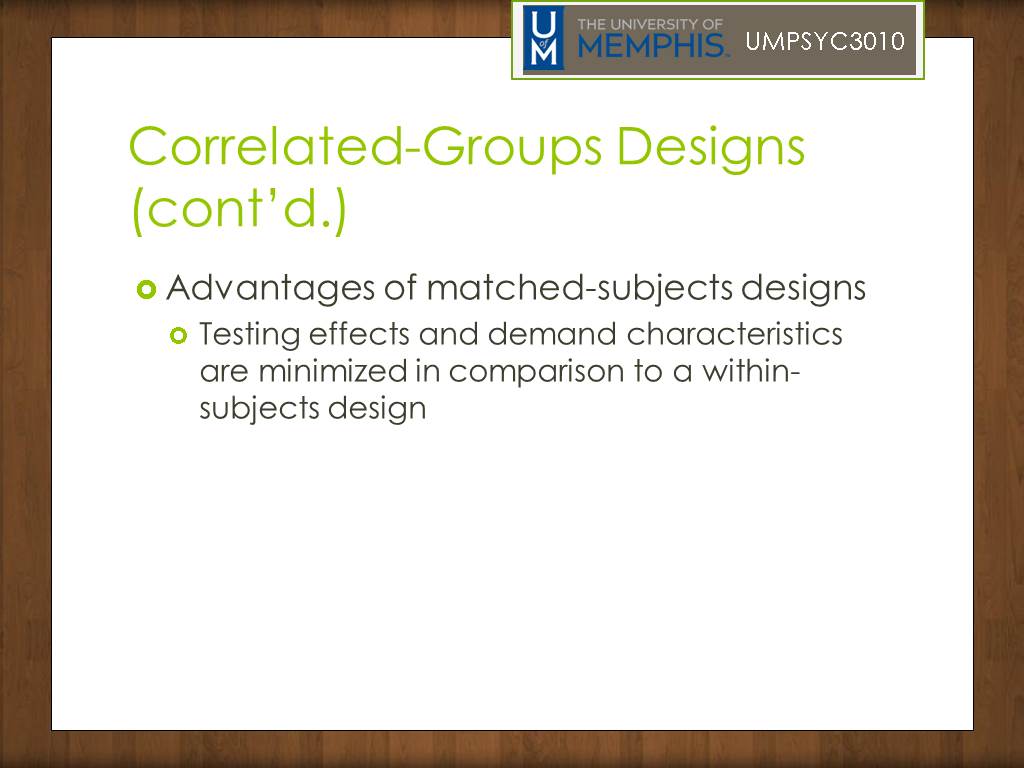 THE UNIVERSITY OF
MEMPHIS™
UMPSYC3010
U
of
M
Correlated-Groups Designs
(cont’d.)
Advantages of matched-subjects designs
Testing effects and demand characteristics
are minimized in comparison to a within-
subjects design